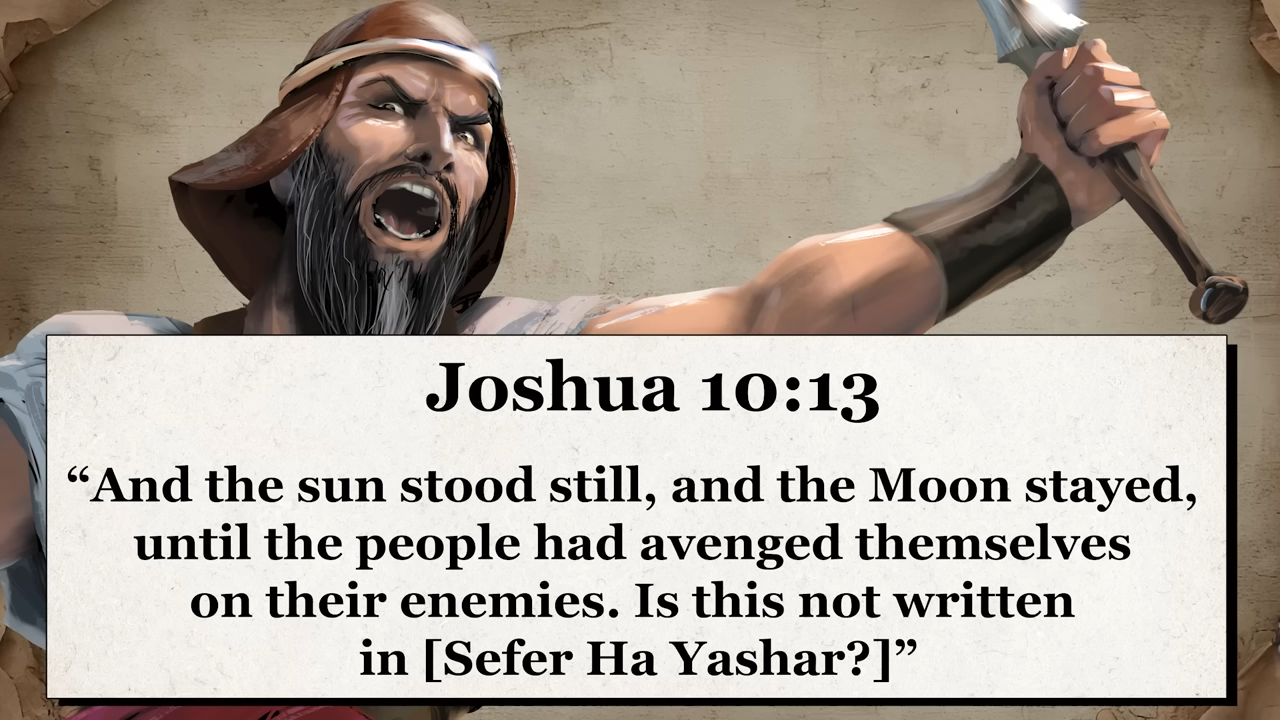 Joshua 10:13
“And the sun stood still, and the Moon stayed,
until the people had avenged themselves
on their enemies. Is this not written
in [Sefer Ha Yashar?]”